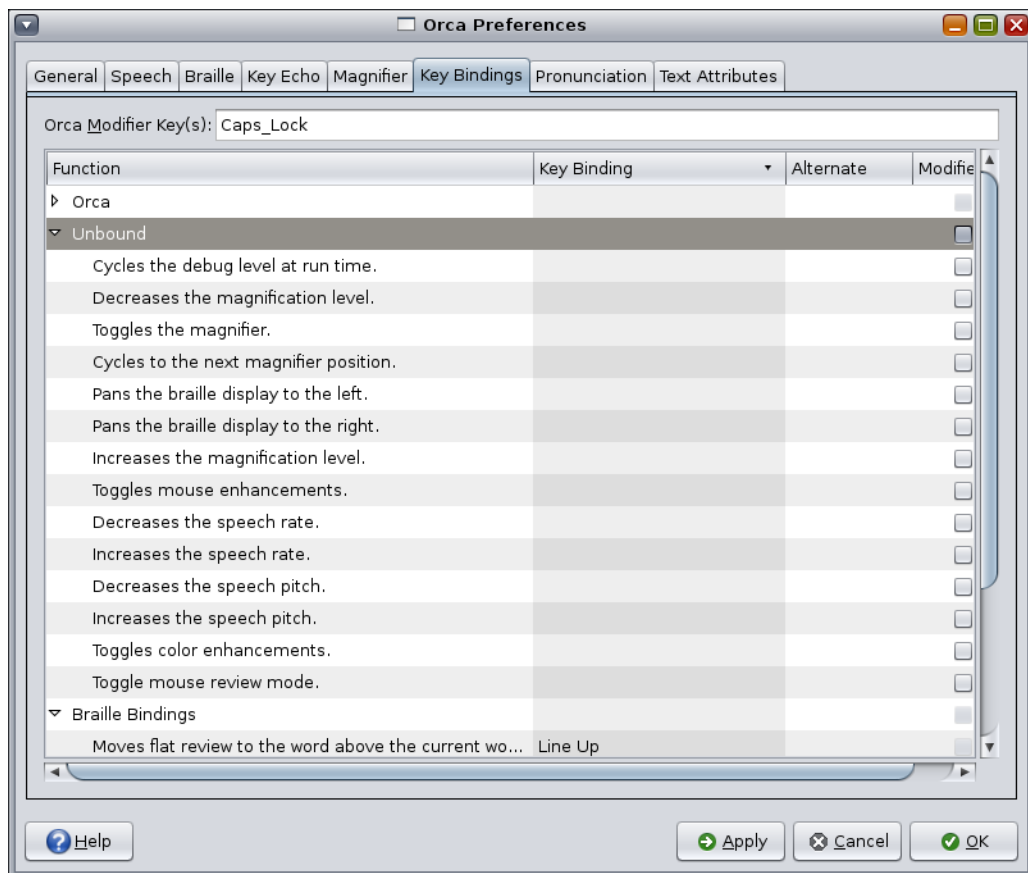 Orca Preferences
General Speech Braille Key Echo Magnifier Key Bindings Pronunciation Text Attributes
Orca Modifier Key(s): Caps_Lock
Function Key Binding Alternate Modifie
Orca
Unbound
Cycles the debug level at run time.
Decreases the magnification level.
Toggles the magnifier.
Cycles to the next magnifier position.
Pans the braille display to the left.
Pans the braille display to the right.
Increases the magnification level.
Toggles mouse enhancements.
Decreases the speech rate.
Increases the speech rate.
Decreases the speech pitch.
Increases the speech pitch.
Toggles color enhancements.
Toggle mouse review mode.
Braille Bindings
Moves flat review to the word above the current wo... Line Up
Help Apply Cancel OK